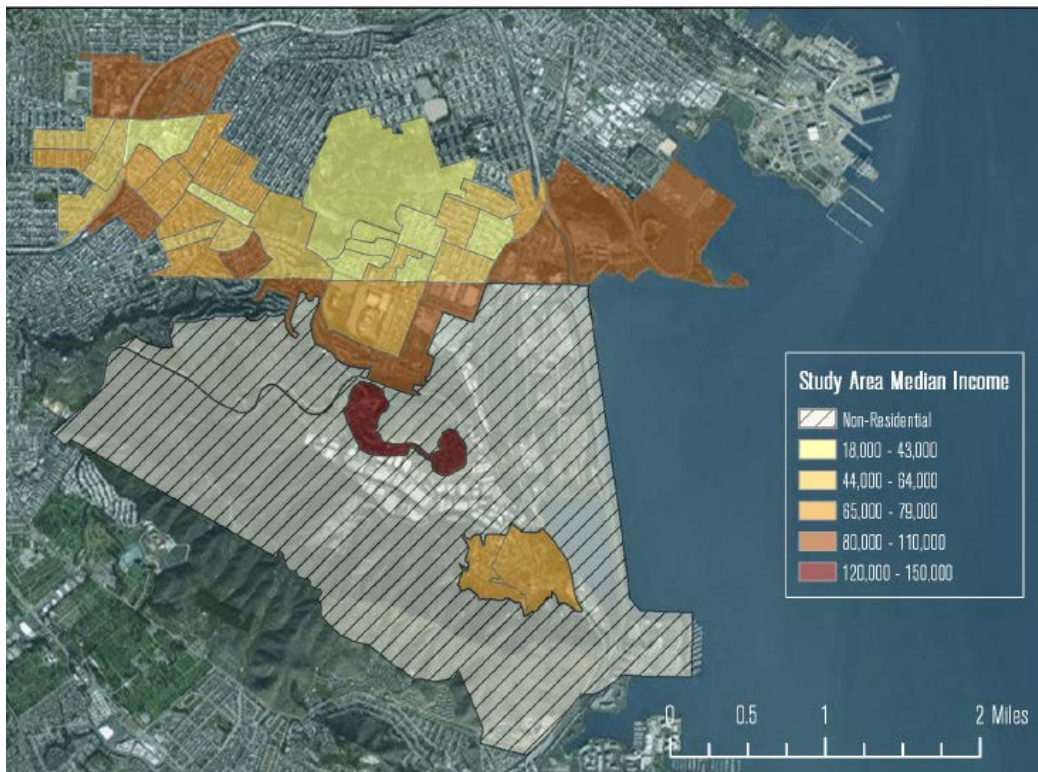 Study Area Median Income
Non-Residential
18,000 - 43,000
44,000 - 64,000
65,000 - 79,000
80,000 - 110,000
120,000 - 150,000
0 0.5 1 2 Miles